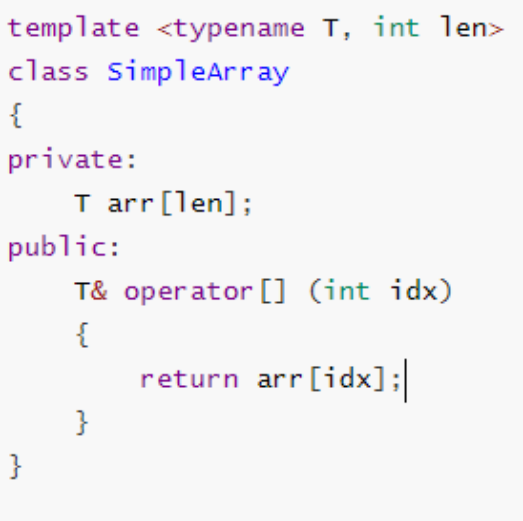 template <typename T, int len>
class SimpleArray
{
private:
    T arr[len];
public:
    T& operator[] (int idx)
    {
        return arr[idx];
    }
}